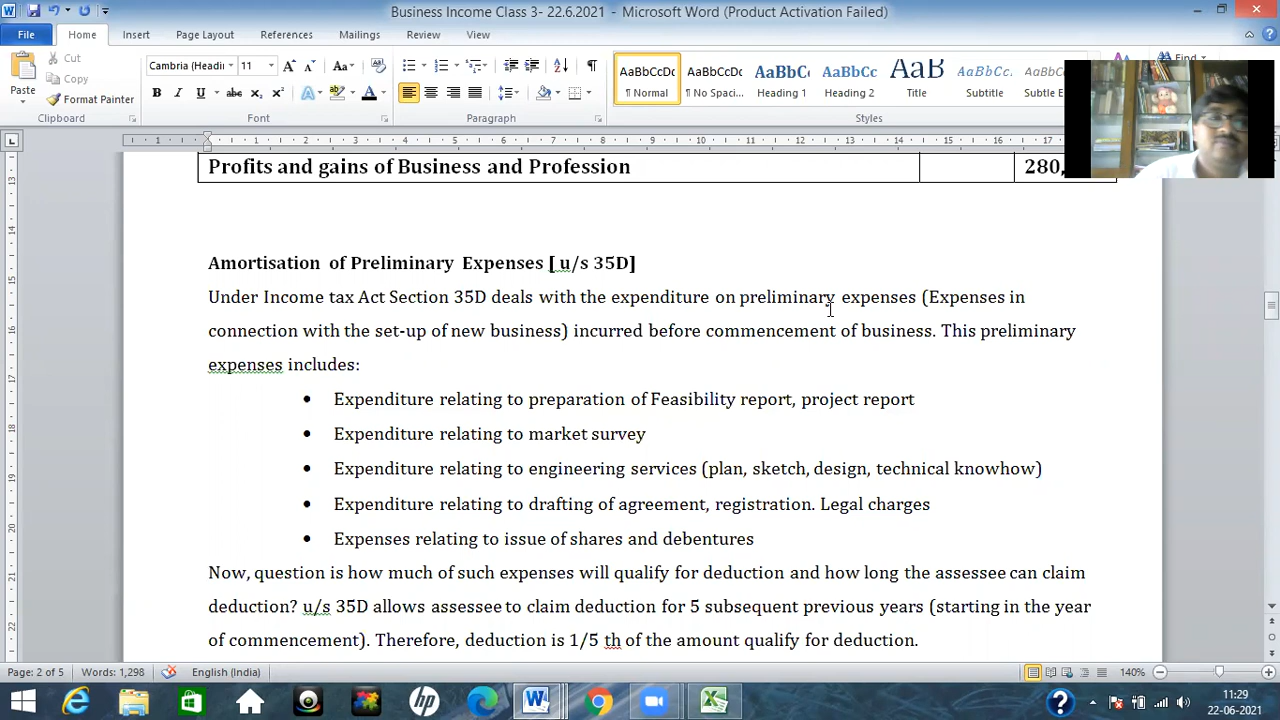 Business Income Class 3- 22.6.2021 - Microsoft Word (Product Activation Failed)
File Home Insert Page Layout References Mailings Review View
Cut
Copy
Format Painter
Paste
Clipboard
Cambria (Headi 11
Font
Paragraph
AaBbCcDc AaBbCcDc AaBbCc AaBbCc AaB AaBbCcL AaBbCcL
¶ Normal ¶ No Spaci... Heading 1 Heading 2 Title Subtitle Subtle E
Styles
Find
Profits and gains of Business and Profession 280,
Amortisation of Preliminary Expenses [ u/s 35D]
Under Income tax Act Section 35D deals with the expenditure on preliminary expenses (Expenses in
connection with the set-up of new business) incurred before commencement of business. This preliminary
expenses includes:
• Expenditure relating to preparation of Feasibility report, project report
• Expenditure relating to market survey
• Expenditure relating to engineering services (plan, sketch, design, technical knowhow)
• Expenditure relating to drafting of agreement, registration. Legal charges
• Expenses relating to issue of shares and debentures
Now, question is how much of such expenses will qualify for deduction and how long the assessee can claim
deduction? u/s 35D allows assessee to claim deduction for 5 subsequent previous years (starting in the year
of commencement). Therefore, deduction is 1/5 th of the amount qualify for deduction.
Page: 2 of 5 Words: 1,298 English (India) 140%
11:29
22-06-2021